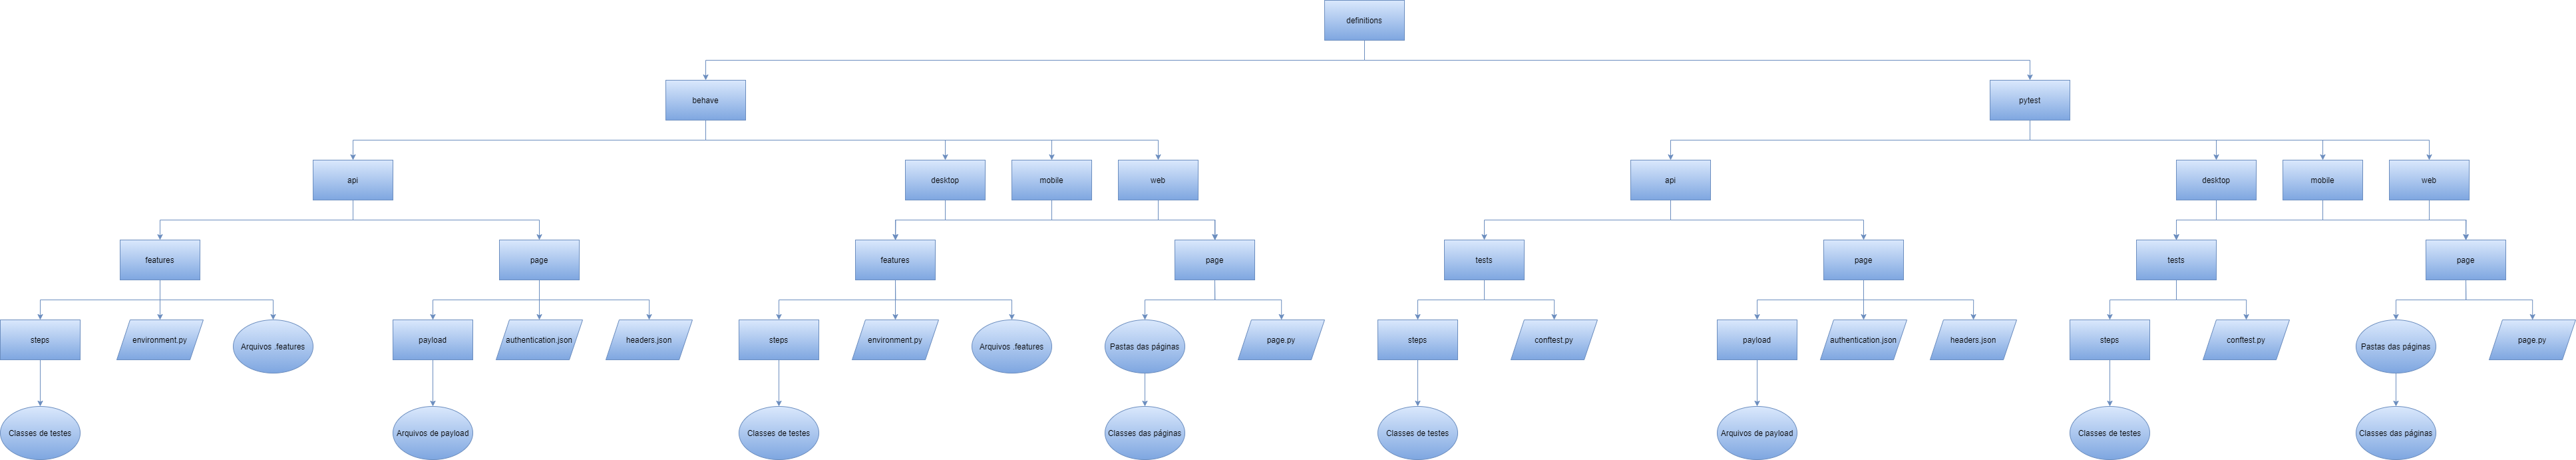 definitions
behave
pytest
api
desktop
mobile
web
api
desktop
mobile
web
features
page
features
page
tests
page
tests
page
steps
environment.py
Arquivos .features
payload
authentication.json
headers.json
steps
environment.py
Arquivos .features
Pastas das páginas
page.py
steps
conftest.py
payload
authentication.json
headers.json
steps
conftest.py
Pastas das páginas
page.py
Classes de testes
Arquivos de payload
Classes de testes
Classes das páginas
Classes de testes
Arquivos de payload
Classes de testes
Classes das páginas